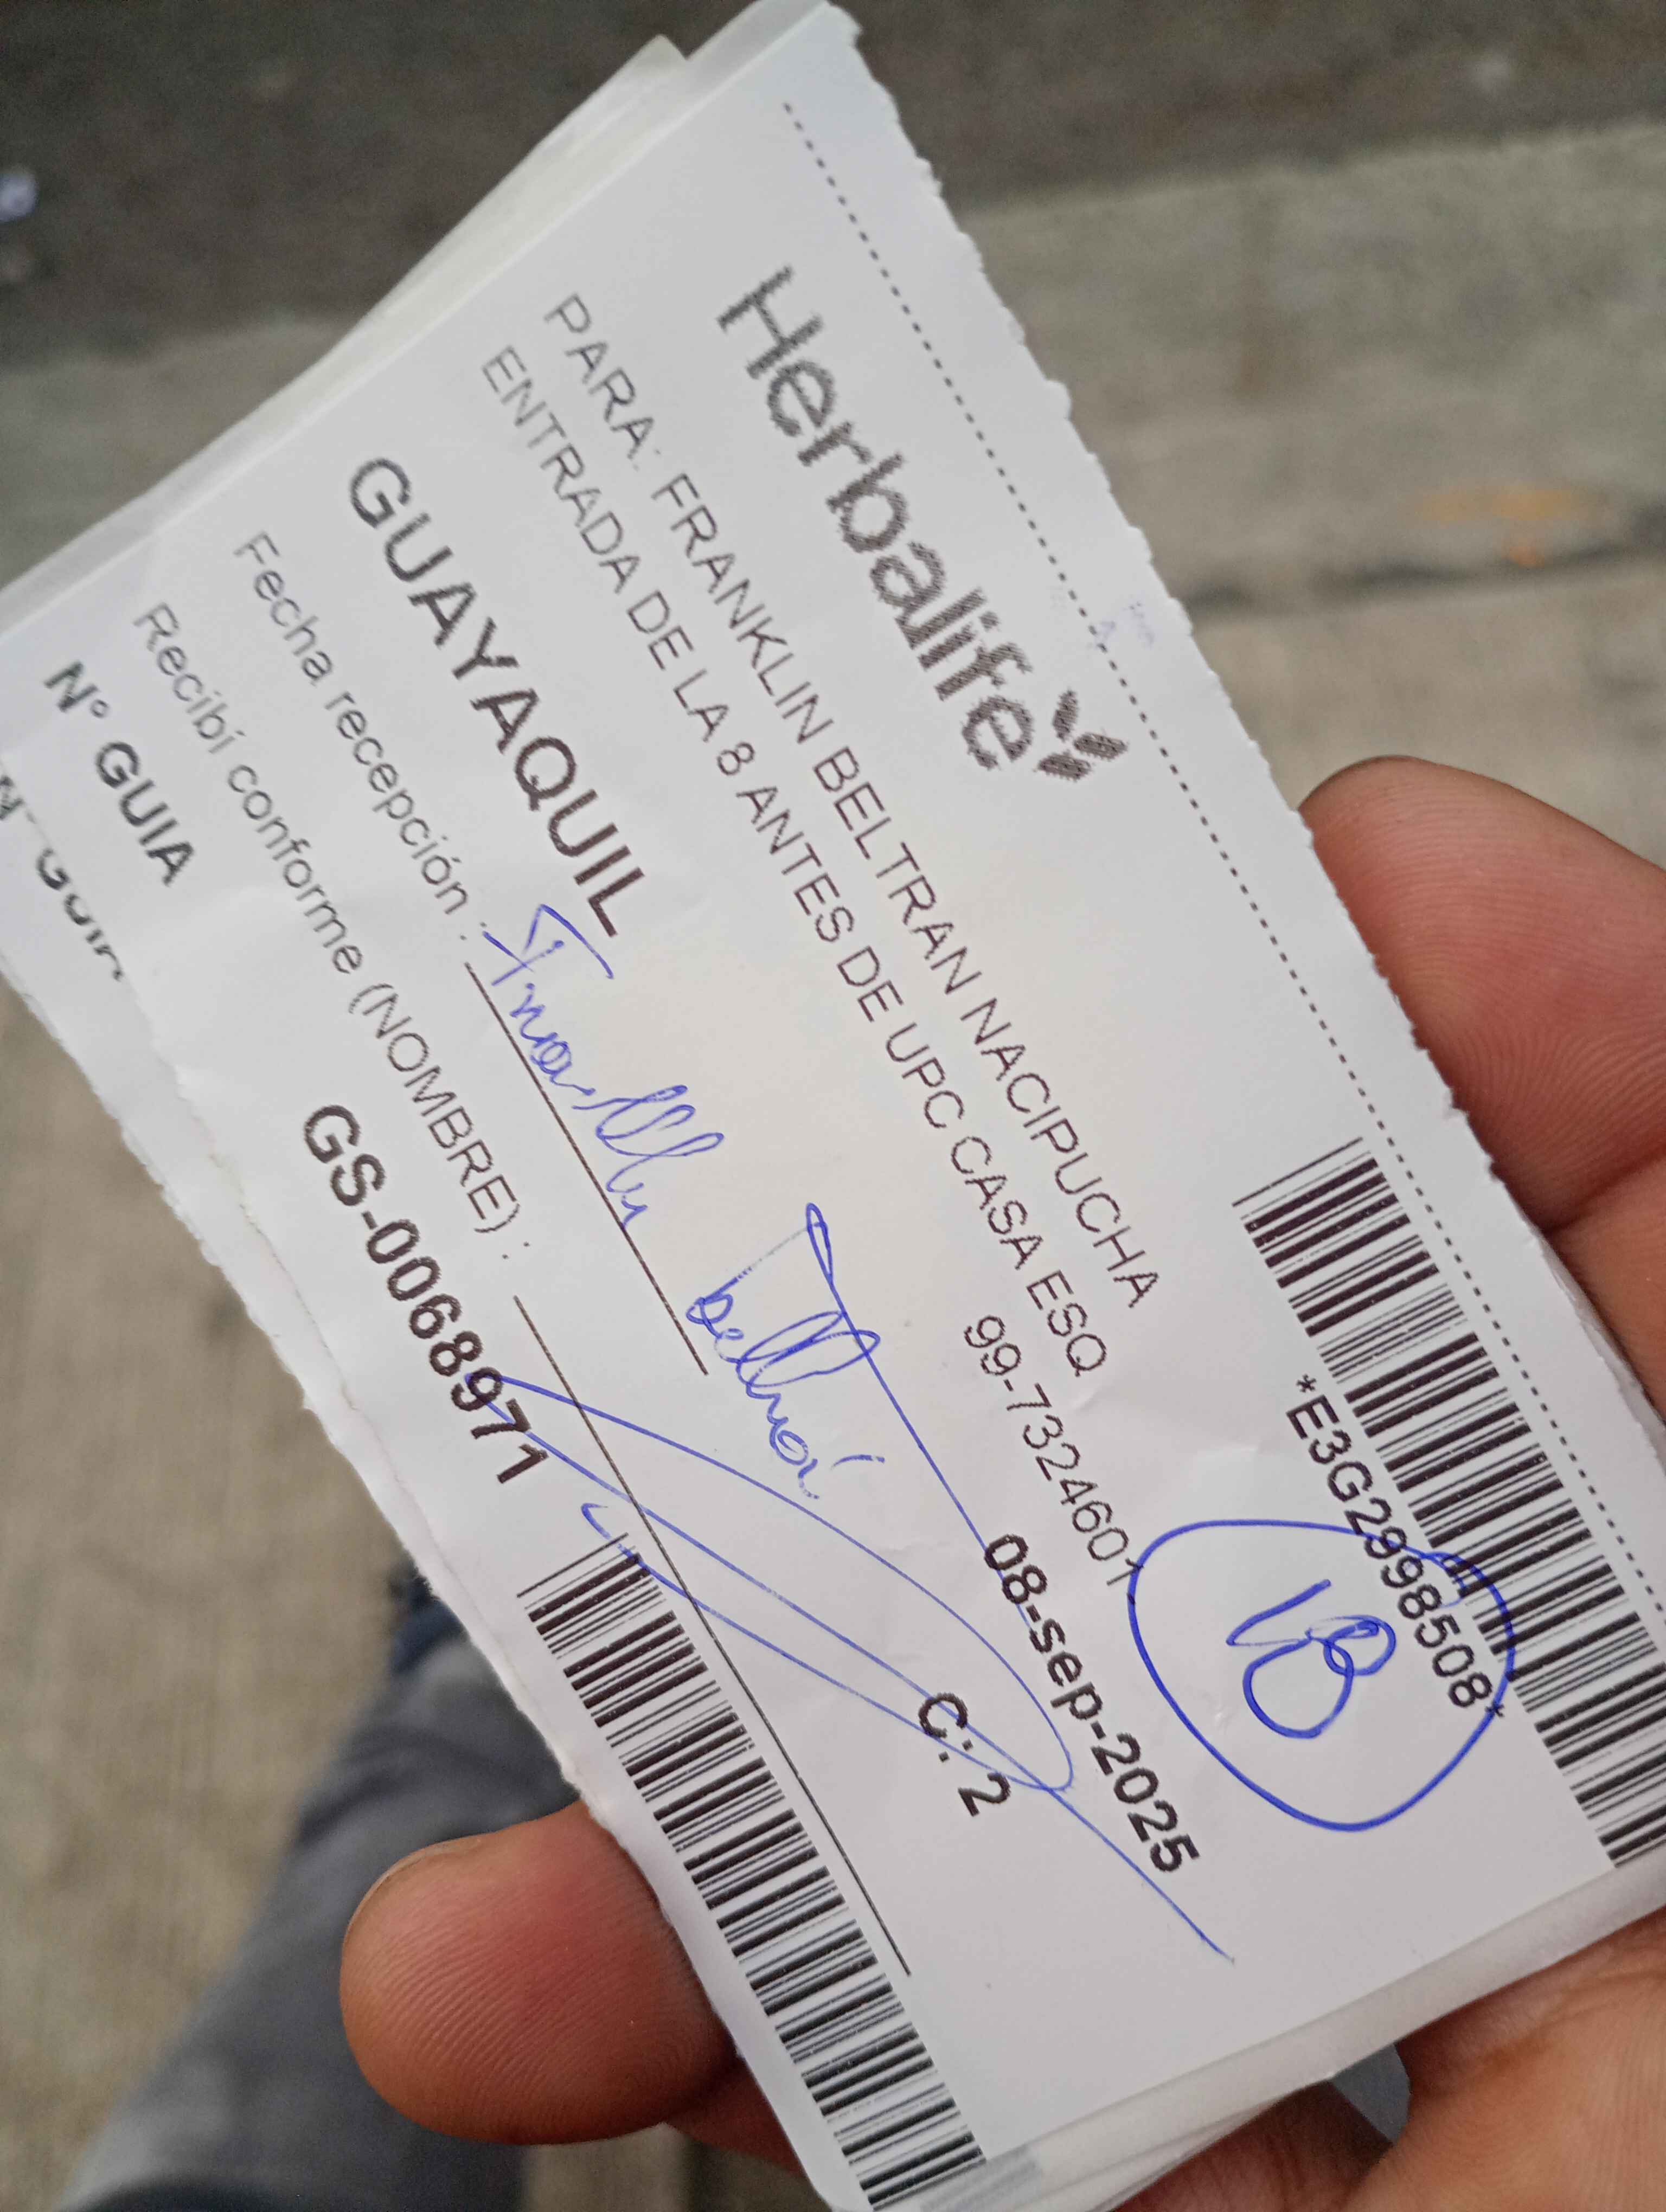 Herbalife
*E3G2998508*
PARA: FRANKLIN BELTRAN NACIPUCHA
ENTRADA DE LA 8 ANTES DE UPC CASA ESQ
99-7324601
18
GUAYAQUIL
08-sep-2025
Fecha recepción :
C: 2
Recibí conforme (NOMBRE) :
N° GUIA
GS-0068971